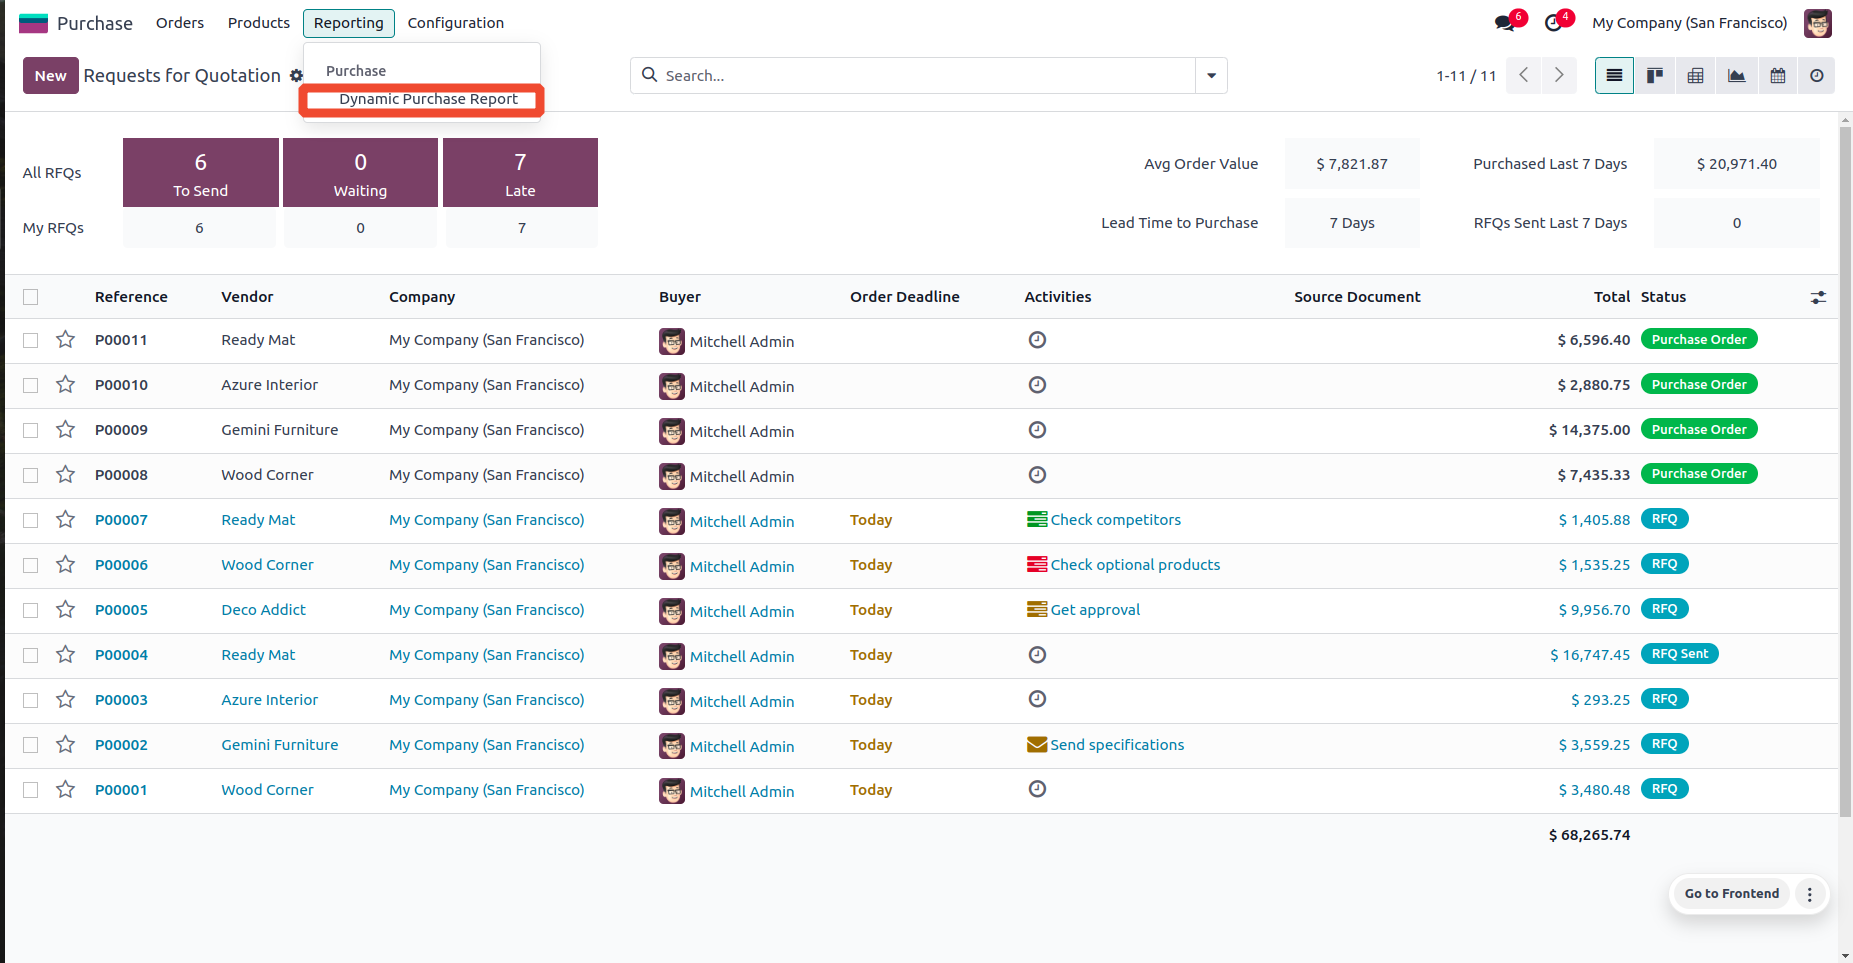 Purchase Orders Products Reporting Configuration 6 4 My Company (San Francisco)
New Requests for Quotation Search... 1-11 / 11
Purchase
Dynamic Purchase Report
All RFQs 6 To Send 0 Waiting 7 Late Avg Order Value $ 7,821.87 Purchased Last 7 Days $ 20,971.40
My RFQs 6 0 7 Lead Time to Purchase 7 Days RFQs Sent Last 7 Days 0
Reference Vendor Company Buyer Order Deadline Activities Source Document Total Status
P00011 Ready Mat My Company (San Francisco) Mitchell Admin $ 6,596.40 Purchase Order
P00010 Azure Interior My Company (San Francisco) Mitchell Admin $ 2,880.75 Purchase Order
P00009 Gemini Furniture My Company (San Francisco) Mitchell Admin $ 14,375.00 Purchase Order
P00008 Wood Corner My Company (San Francisco) Mitchell Admin $ 7,435.33 Purchase Order
P00007 Ready Mat My Company (San Francisco) Mitchell Admin Today Check competitors $ 1,405.88 RFQ
P00006 Wood Corner My Company (San Francisco) Mitchell Admin Today Check optional products $ 1,535.25 RFQ
P00005 Deco Addict My Company (San Francisco) Mitchell Admin Today Get approval $ 9,956.70 RFQ
P00004 Ready Mat My Company (San Francisco) Mitchell Admin Today $ 16,747.45 RFQ Sent
P00003 Azure Interior My Company (San Francisco) Mitchell Admin Today $ 293.25 RFQ
P00002 Gemini Furniture My Company (San Francisco) Mitchell Admin Today Send specifications $ 3,559.25 RFQ
P00001 Wood Corner My Company (San Francisco) Mitchell Admin Today $ 3,480.48 RFQ
$ 68,265.74
Go to Frontend